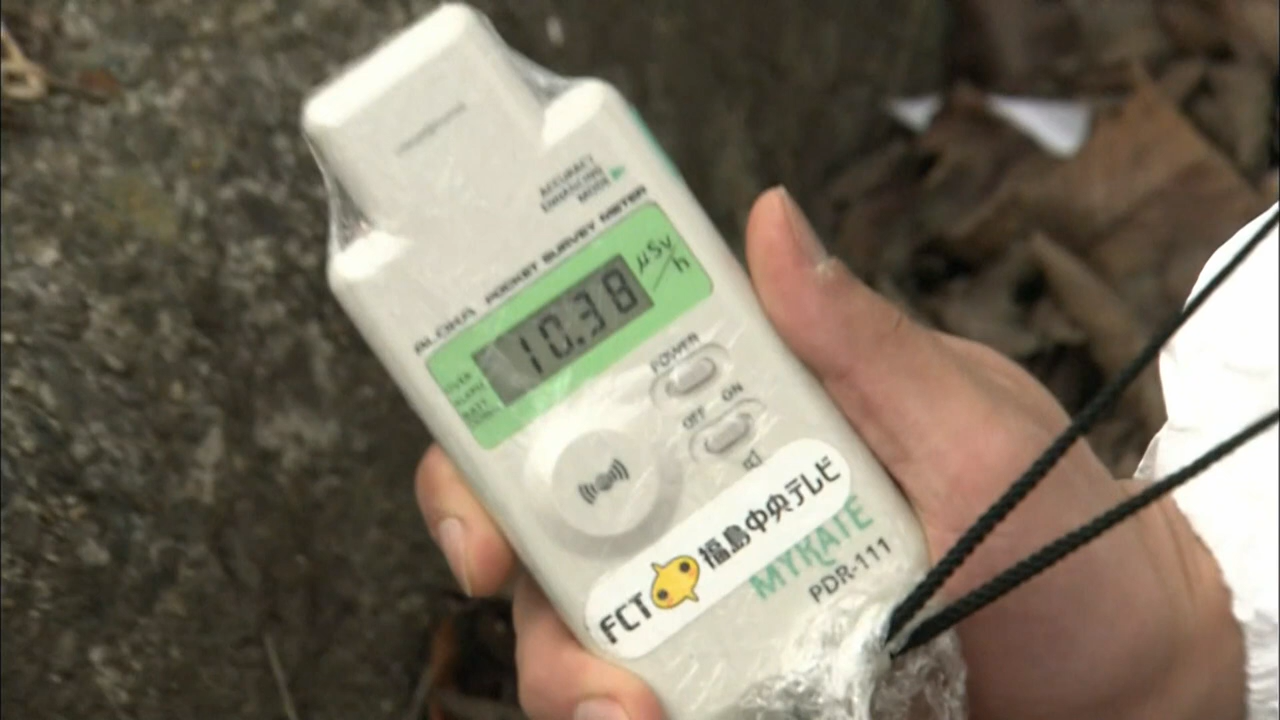 ACCURACY
ENHANCING
MODE
ALOKA POCKET SURVEY METER
10.38
μSv/h
POWER
OFF ON
FCT 福島中央テレビ
MYRATE
PDR-111